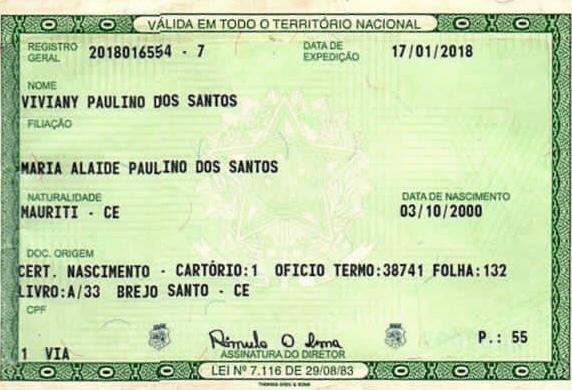 VÁLIDA EM TODO O TERRITÓRIO NACIONAL
REGISTRO GERAL 2018016554 - 7 DATA DE EXPEDIÇÃO 17/01/2018
NOME
VIVIANY PAULINO DOS SANTOS
FILIAÇÃO
MARIA ALAIDE PAULINO DOS SANTOS
NATURALIDADE DATA DE NASCIMENTO
MAURITI - CE 03/10/2000
DOC. ORIGEM
CERT. NASCIMENTO - CARTÓRIO:1 OFICIO TERMO:38741 FOLHA:132
LIVRO:A/33 BREJO SANTO - CE
CPF
Rômulo O Lima P.: 55
1 VIA ASSINATURA DO DIRETOR
LEI Nº 7.116 DE 29/08/83